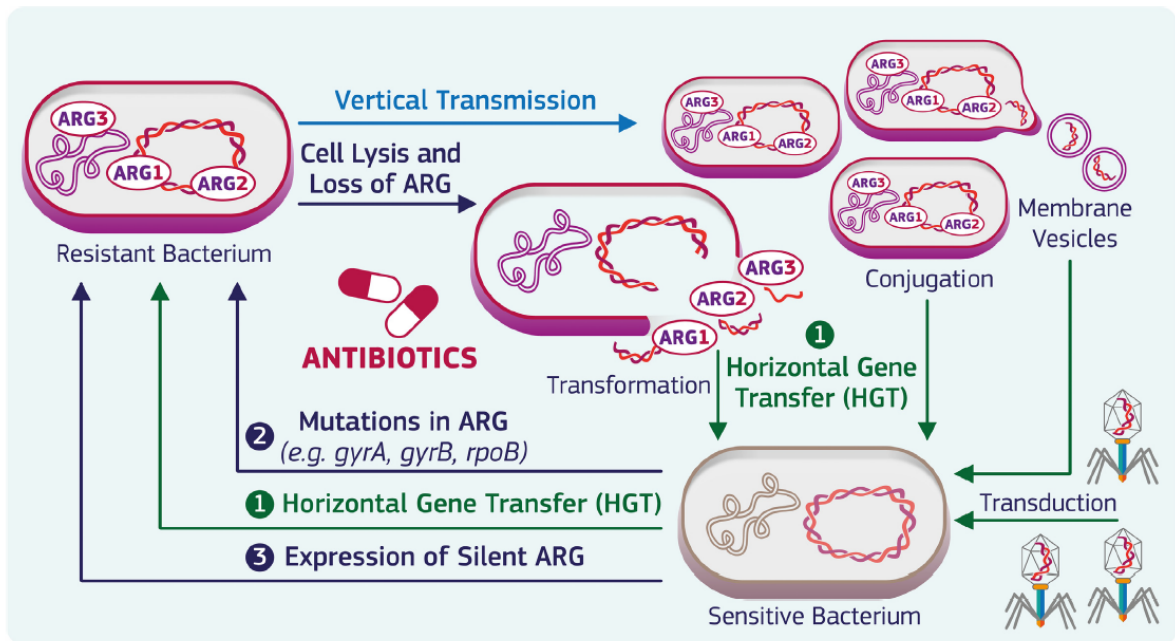 ARG3
ARG1
ARG2
Resistant Bacterium
Vertical Transmission
Cell Lysis and
Loss of ARG
ARG3
ARG1
ARG2
ARG3
ARG1
ARG2
ARG3
ARG1
ARG2
Membrane
Vesicles
Conjugation
ARG3
ARG2
ARG1
Transformation
ANTIBIOTICS
1
Horizontal Gene
Transfer (HGT)
2 Mutations in ARG
(e.g. gyrA, gyrB, rpoB)
1 Horizontal Gene Transfer (HGT)
3 Expression of Silent ARG
Transduction
Sensitive Bacterium